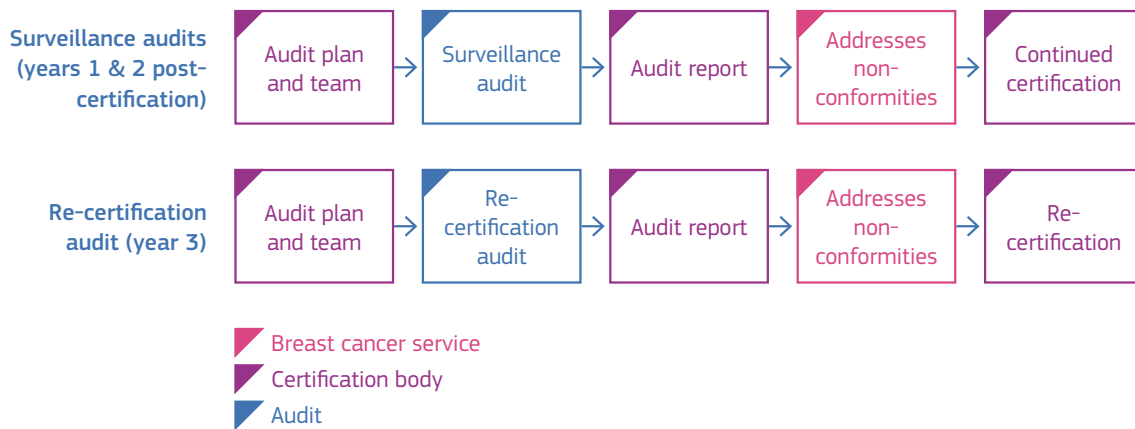 Surveillance audits
(years 1 & 2 post-
certification)
Audit plan
and team
Surveillance
audit
Audit report
Addresses
non-
conformities
Continued
certification
Re-certification
audit (year 3)
Audit plan
and team
Re-
certification
audit
Audit report
Addresses
non-
conformities
Re-
certification
Breast cancer service
Certification body
Audit